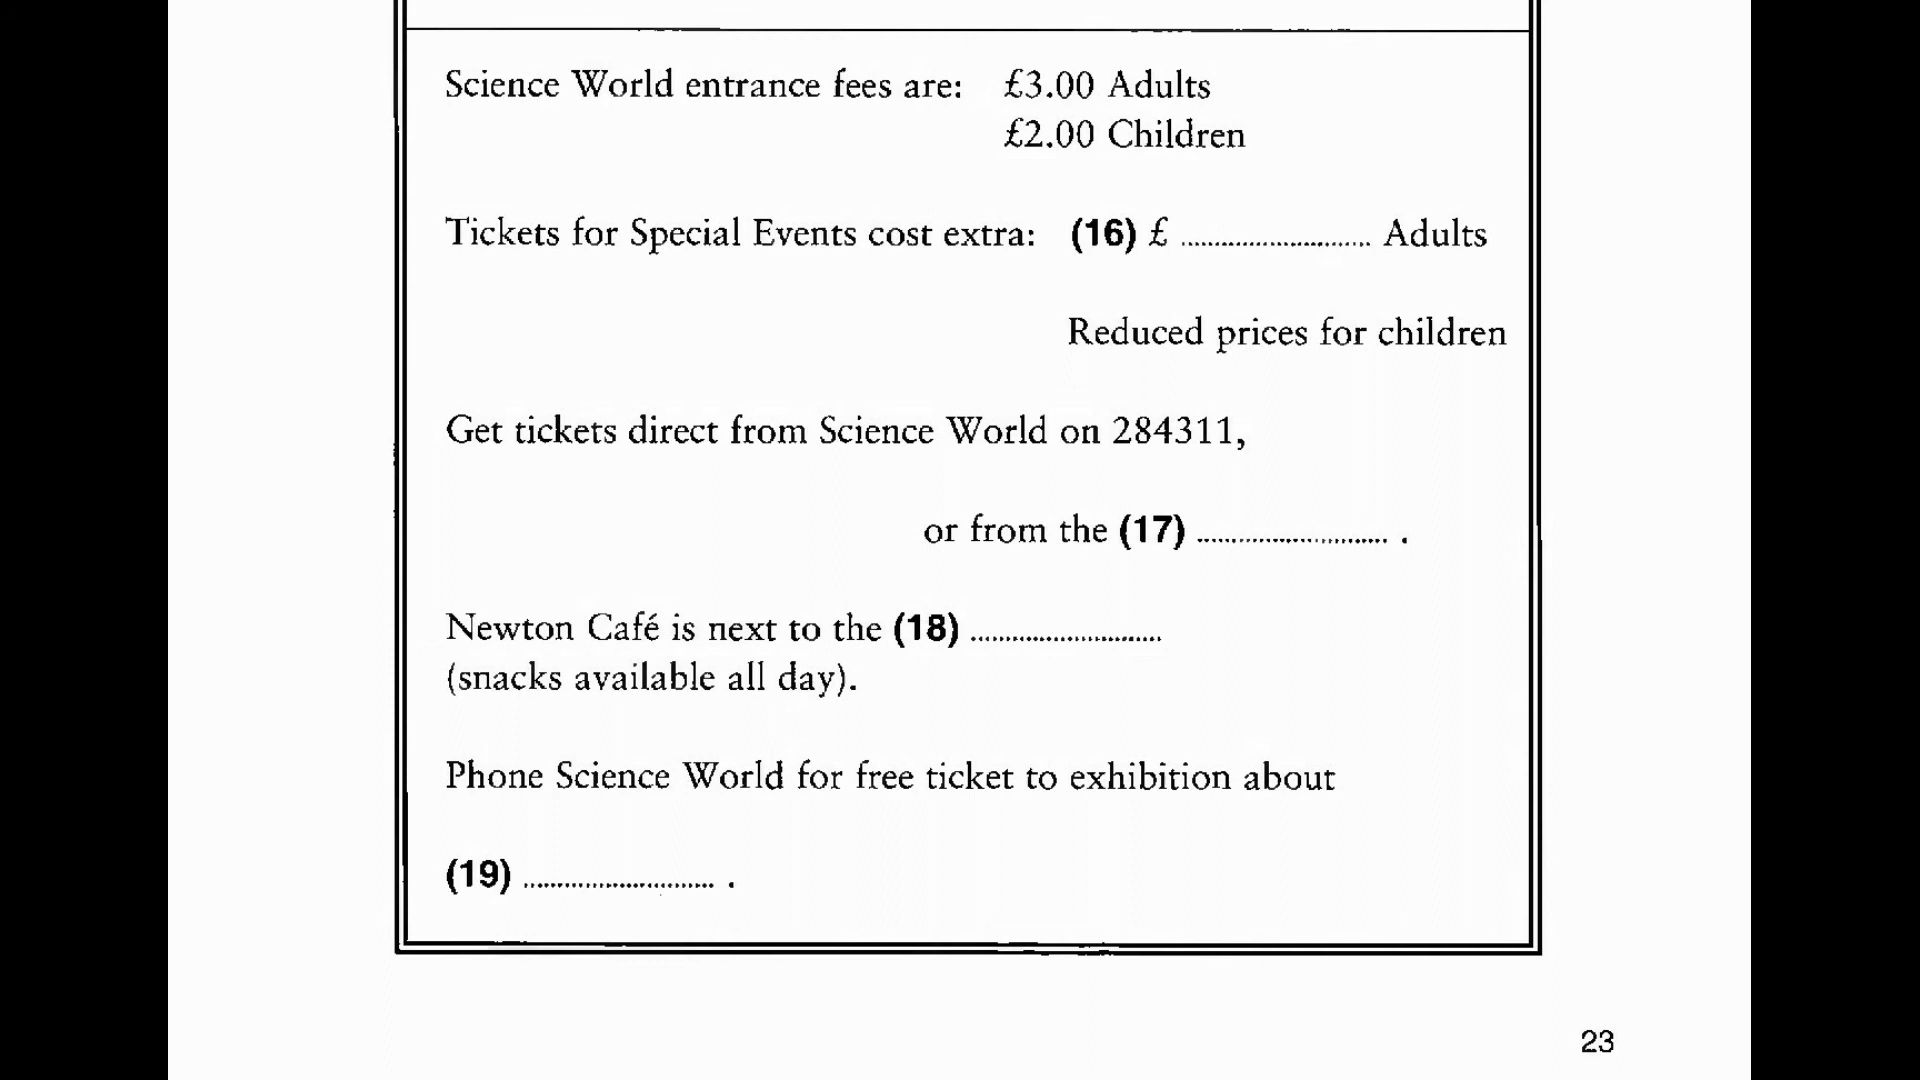 Science World entrance fees are: £3.00 Adults
£2.00 Children
Tickets for Special Events cost extra: (16) £ ............................ Adults
Reduced prices for children
Get tickets direct from Science World on 284311,
or from the (17) ............................ .
Newton Café is next to the (18) ............................
(snacks available all day).
Phone Science World for free ticket to exhibition about
(19) ............................ .
23